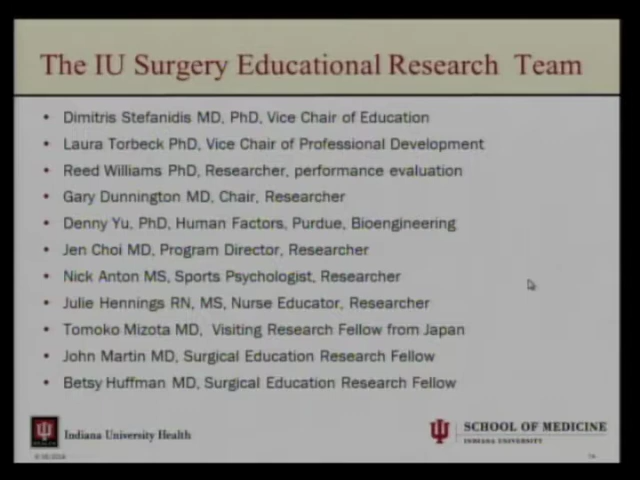 The IU Surgery Educational Research Team
• Dimitris Stefanidis MD, PhD, Vice Chair of Education
• Laura Torbeck PhD, Vice Chair of Professional Development
• Reed Williams PhD, Researcher, performance evaluation
• Gary Dunnington MD, Chair, Researcher
• Denny Yu, PhD, Human Factors, Purdue, Bioengineering
• Jen Choi MD, Program Director, Researcher
• Nick Anton MS, Sports Psychologist, Researcher
• Julie Hennings RN, MS, Nurse Educator, Researcher
• Tomoko Mizota MD, Visiting Research Fellow from Japan
• John Martin MD, Surgical Education Research Fellow
• Betsy Huffman MD, Surgical Education Research Fellow
Indiana University Health
SCHOOL OF MEDICINE
INDIANA UNIVERSITY